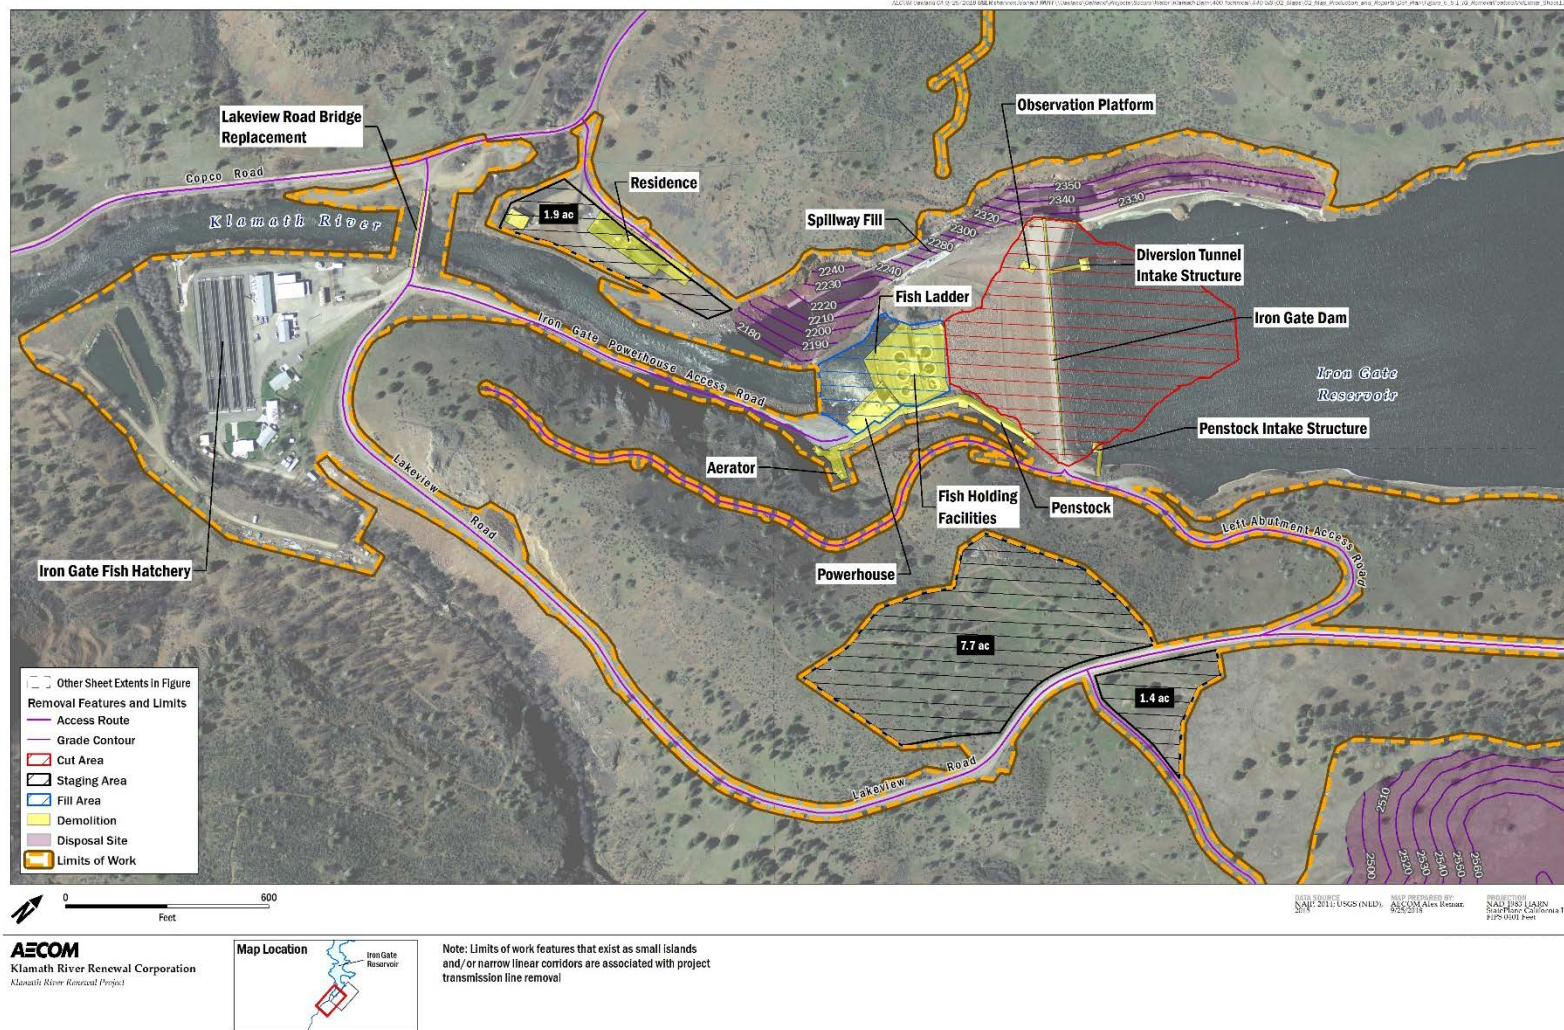 Lakeview Road Bridge
Replacement
Observation Platform
Copco Road
Klamath River
Residence
1.9 ac
Spillway Fill
2350
2340
2330
2320
2300
2280
2240
2240
2230
2220
2210
2200
2190
2180
Diversion Tunnel
Intake Structure
Fish Ladder
Iron Gate Dam
Iron Gate Powerhouse Access Road
Iron Gate
Reservoir
Penstock Intake Structure
Aerator
Lakeview
Road
Fish Holding
Facilities
Penstock
Left Abutment Access
Road
Iron Gate Fish Hatchery
Powerhouse
7.7 ac
1.4 ac
Lakeview Road
2510
2500
2520
2530
2540
2550
2560
Other Sheet Extents in Figure
Removal Features and Limits
Access Route
Grade Contour
Cut Area
Staging Area
Fill Area
Demolition
Disposal Site
Limits of Work
0 600
Feet
DATA SOURCE
MAP PREPARED BY:
PROJECTION
AECOM
Klamath River Renewal Corporation
Klamath River Renewal Project
Map Location
Iron Gate
Reservoir
Note: Limits of work features that exist as small islands
and/or narrow linear corridors are associated with project
transmission line removal